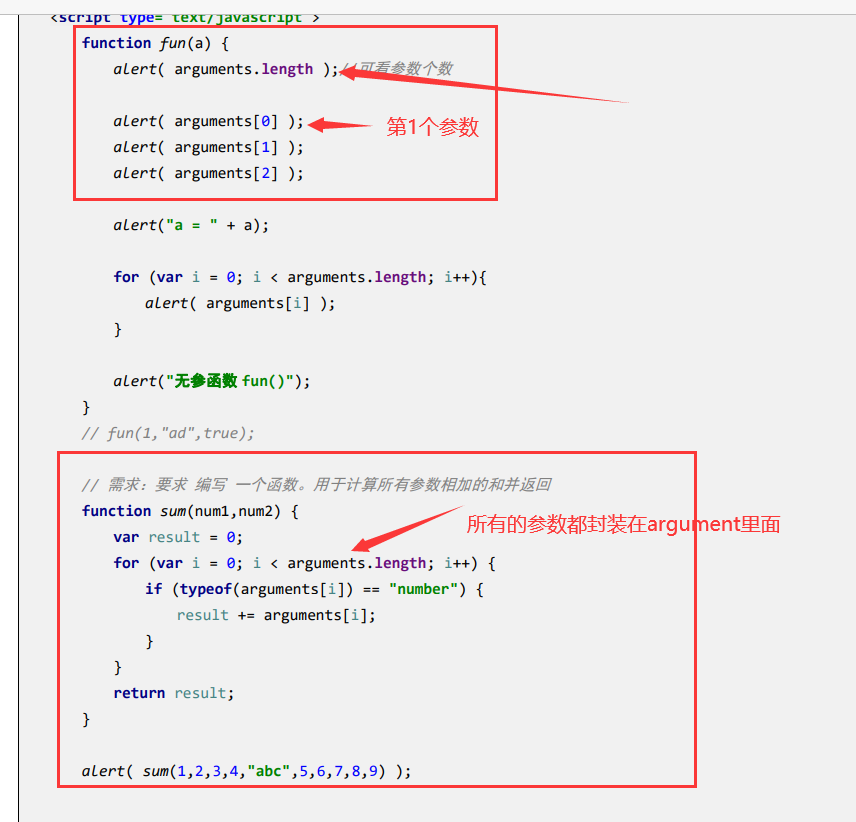 <script type="text/javascript">
function fun(a) {
alert( arguments.length );//可看参数个数
alert( arguments[0] );
第1个参数
alert( arguments[1] );
alert( arguments[2] );
alert("a = " + a);
for (var i = 0; i < arguments.length; i++){
alert( arguments[i] );
}
alert("无参函数 fun()");
}
// fun(1,"ad",true);
// 需求：要求 编写 一个函数。用于计算所有参数相加的和并返回
function sum(num1,num2) {
所有的参数都封装在argument里面
var result = 0;
for (var i = 0; i < arguments.length; i++) {
if (typeof(arguments[i]) == "number") {
result += arguments[i];
}
}
return result;
}
alert( sum(1,2,3,4,"abc",5,6,7,8,9) );